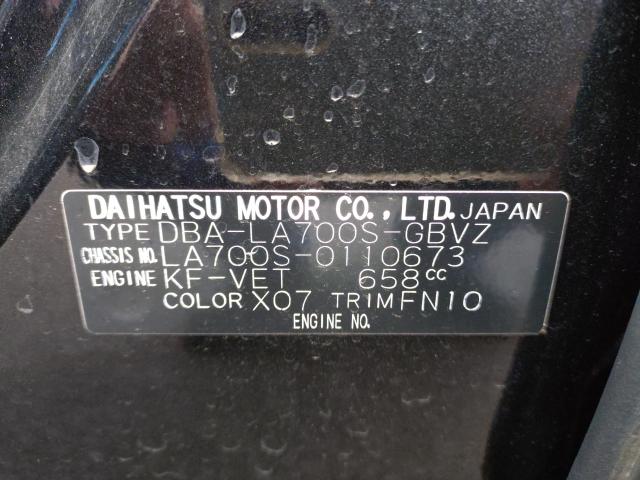 DAIHATSU MOTOR CO., LTD. JAPAN
TYPE DBA-LA700S-GBVZ
CHASSIS NO. LA700S-0110673
ENGINE KF-VET 658cc
COLOR X07 TRIM FN10
ENGINE NO.